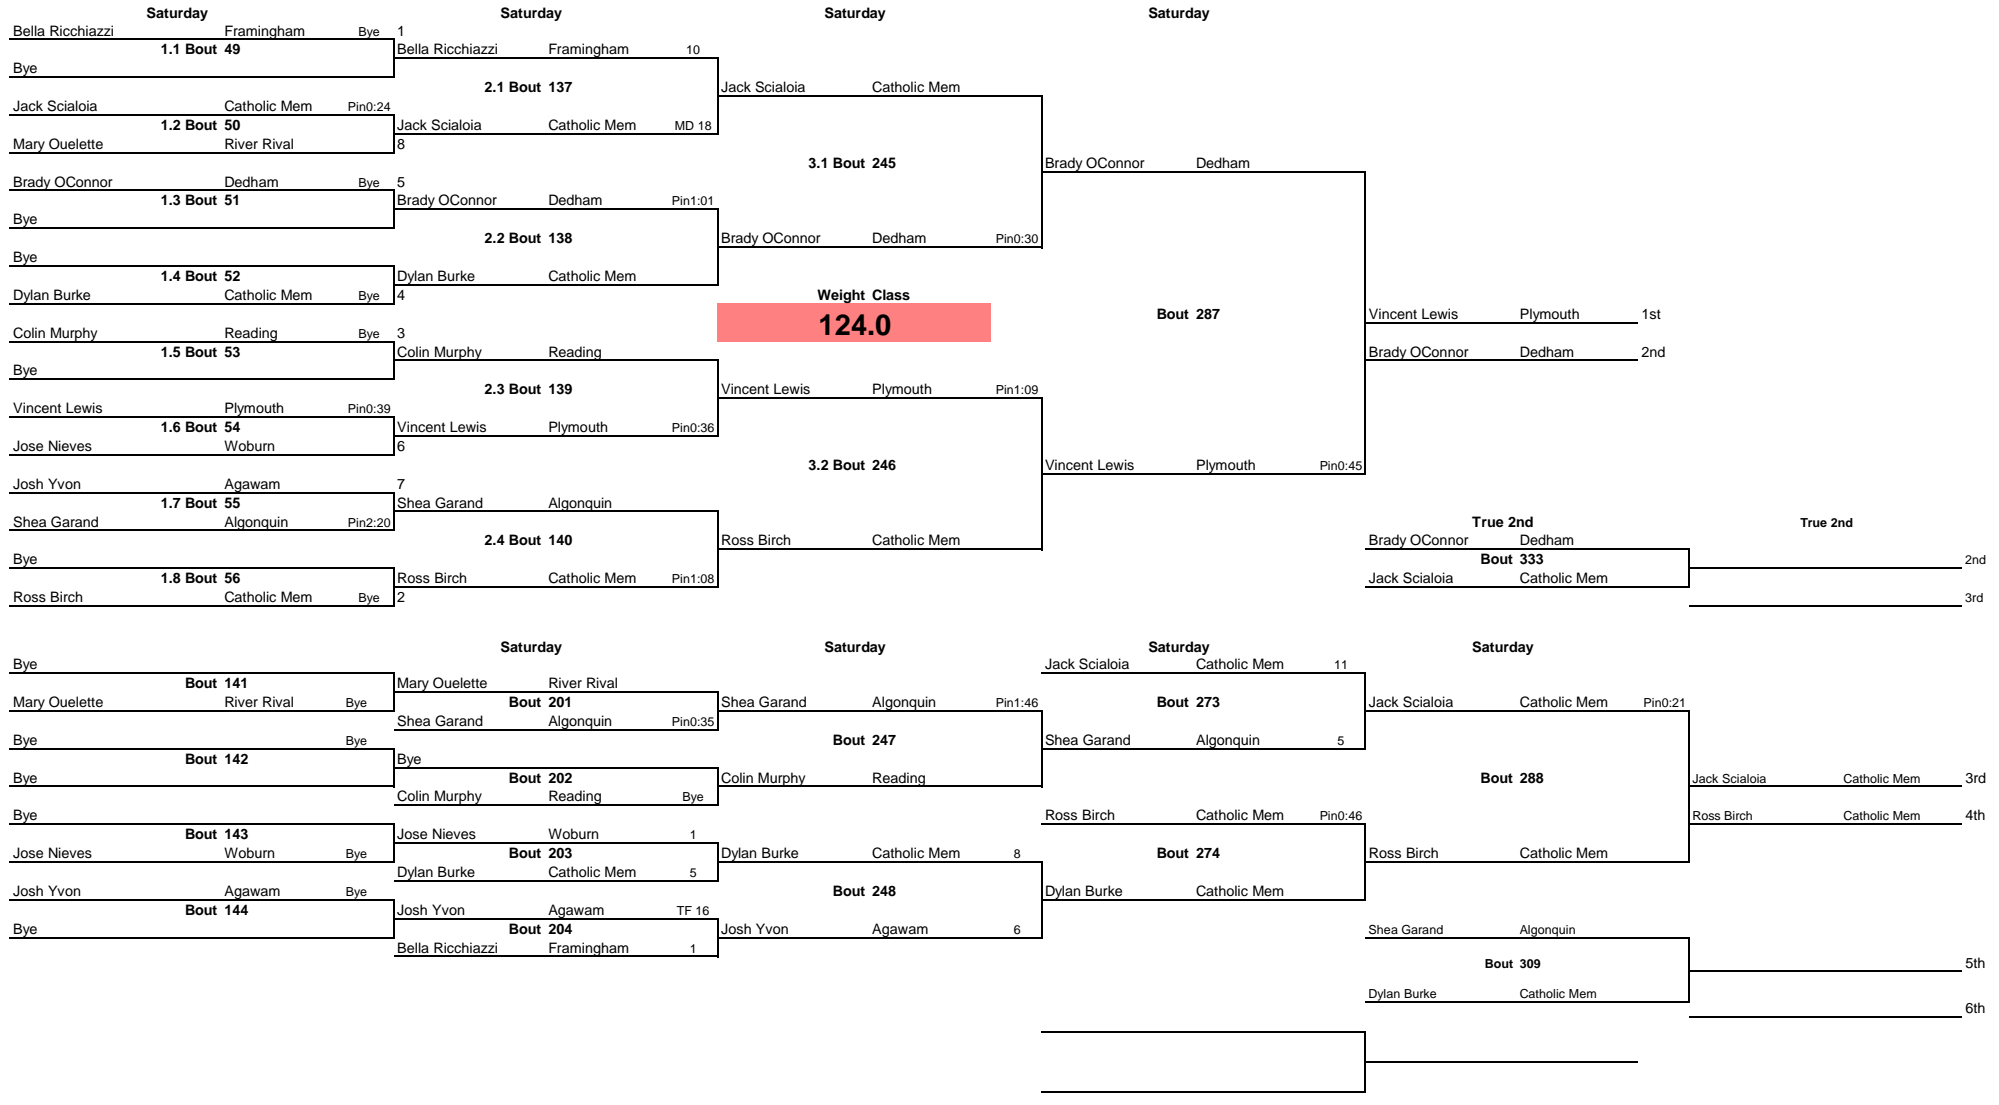 Saturday Saturday Saturday Saturday
Bella Ricchiazzi Framingham Bye 1
1.1 Bout 49 Bella Ricchiazzi Framingham 10
Bye
2.1 Bout 137 Jack Scialoia Catholic Mem
Jack Scialoia Catholic Mem Pin0:24
1.2 Bout 50 Jack Scialoia Catholic Mem MD 18
Mary Ouelette River Rival 8
3.1 Bout 245 Brady OConnor Dedham
Brady OConnor Dedham Bye 5
1.3 Bout 51 Brady OConnor Dedham Pin1:01
Bye
2.2 Bout 138 Brady OConnor Dedham Pin0:30
Bye
1.4 Bout 52 Dylan Burke Catholic Mem
Dylan Burke Catholic Mem Bye 4 Weight Class
Bout 287 Vincent Lewis Plymouth 1st
124.0
Colin Murphy Reading Bye 3
1.5 Bout 53 Colin Murphy Reading Brady OConnor Dedham 2nd
Bye
2.3 Bout 139 Vincent Lewis Plymouth Pin1:09
Vincent Lewis Plymouth Pin0:39
1.6 Bout 54 Vincent Lewis Plymouth Pin0:36
Jose Nieves Woburn 6
3.2 Bout 246 Vincent Lewis Plymouth Pin0:45
Josh Yvon Agawam 7
1.7 Bout 55 Shea Garand Algonquin
Shea Garand Algonquin Pin2:20 True 2nd True 2nd
2.4 Bout 140 Ross Birch Catholic Mem Brady OConnor Dedham
Bye Bout 333 2nd
1.8 Bout 56 Ross Birch Catholic Mem Pin1:08 Jack Scialoia Catholic Mem
Ross Birch Catholic Mem Bye 2 3rd
Saturday Saturday Saturday Saturday
Bye Jack Scialoia Catholic Mem 11
Bout 141 Mary Ouelette River Rival
Mary Ouelette River Rival Bye Bout 201 Shea Garand Algonquin Pin1:46 Bout 273 Jack Scialoia Catholic Mem Pin0:21
Shea Garand Algonquin Pin0:35
Bye Bye Bout 247 Shea Garand Algonquin 5
Bout 142 Bye
Bye Bout 202 Colin Murphy Reading Bout 288 Jack Scialoia Catholic Mem 3rd
Colin Murphy Reading Bye
Bye Ross Birch Catholic Mem Pin0:46 Ross Birch Catholic Mem 4th
Bout 143 Jose Nieves Woburn 1
Jose Nieves Woburn Bye Bout 203 Dylan Burke Catholic Mem 8 Bout 274 Ross Birch Catholic Mem
Dylan Burke Catholic Mem 5
Josh Yvon Agawam Bye Bout 248 Dylan Burke Catholic Mem
Bout 144 Josh Yvon Agawam TF 16
Bye Bout 204 Josh Yvon Agawam 6 Shea Garand Algonquin
Bella Ricchiazzi Framingham 1
Bout 309 5th
Dylan Burke Catholic Mem
6th